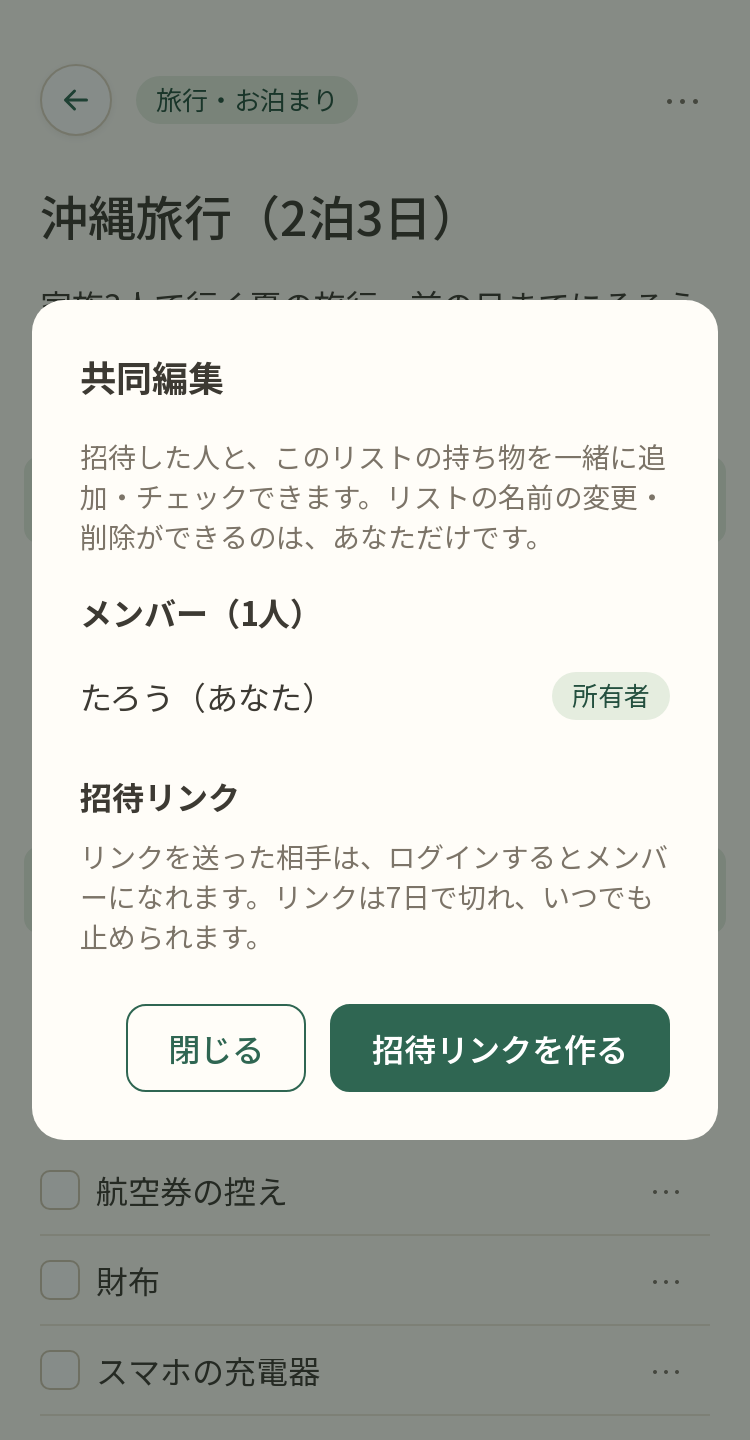 旅行・お泊まり
沖縄旅行（2泊3日）
共同編集
招待した人と、このリストの持ち物を一緒に追
加・チェックできます。リストの名前の変更・
削除ができるのは、あなただけです。
メンバー（1人）
たろう（あなた）
所有者
招待リンク
リンクを送った相手は、ログインするとメンバ
ーになれます。リンクは7日で切れ、いつでも
止められます。
閉じる
招待リンクを作る
航空券の控え
財布
スマホの充電器